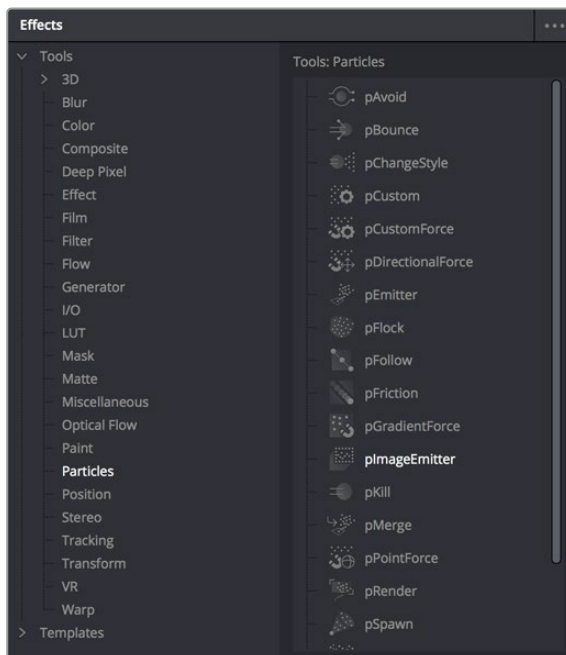 Effects
Tools
3D
Blur
Color
Composite
Deep Pixel
Effect
Film
Filter
Flow
Generator
I/O
LUT
Mask
Matte
Miscellaneous
Optical Flow
Paint
Particles
Position
Stereo
Tracking
Transform
VR
Warp
Templates
Tools: Particles
pAvoid
pBounce
pChangeStyle
pCustom
pCustomForce
pDirectionalForce
pEmitter
pFlock
pFollow
pFriction
pGradientForce
pImageEmitter
pKill
pMerge
pPointForce
pRender
pSpawn